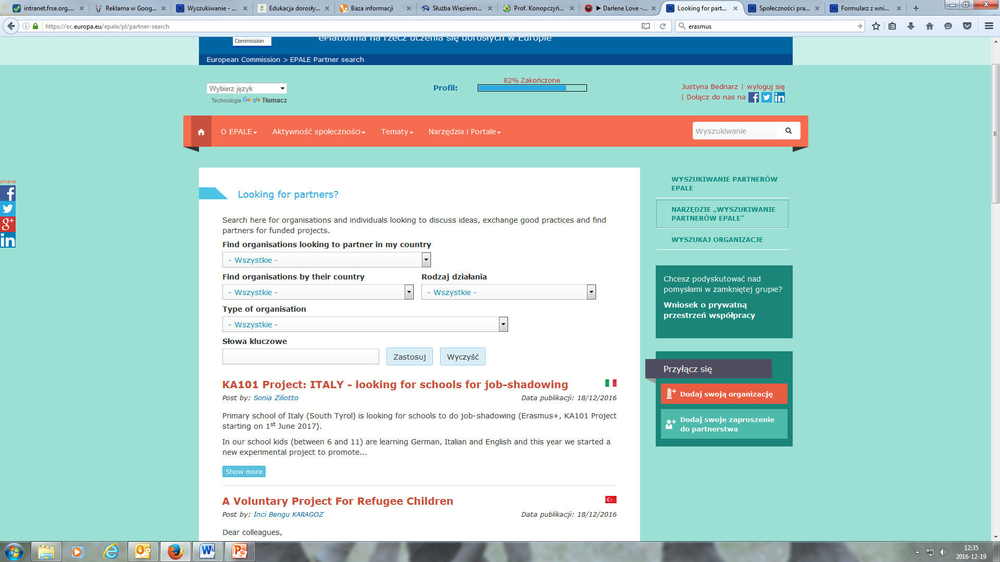 intranet.frse.org....
Reklama w Goog...
Wyszukiwanie - ...
Edukacja dorosły...
Baza informacji
Służba Więzienn...
Prof. Konopczyń...
► Darlene Love -...
Looking for part...
Społeczności pra...
Formularz z wni...
https://ec.europa.eu/epale/pl/partner-search
erasmus
Commission
ePlatforma na rzecz uczenia się dorosłych w Europie
European Commission > EPALE Partner search
Wybierz język
Technologia Google Tłumacz
Profil:
82% Zakończone
Justyna Bednarz | wyloguj się
| Dołącz do nas na
O EPALE
Aktywność społeczności
Tematy
Narzędzia i Portale
Wyszukiwanie
share
Looking for partners?
Search here for organisations and individuals looking to discuss ideas, exchange good practices and find
partners for funded projects.
Find organisations looking to partner in my country
- Wszystkie -
Find organisations by their country
Rodzaj działania
- Wszystkie -
- Wszystkie -
Type of organisation
- Wszystkie -
Słowa kluczowe
Zastosuj
Wyczyść
KA101 Project: ITALY - looking for schools for job-shadowing
Post by: Sonia Ziliotto
Data publikacji: 18/12/2016
Primary school of Italy (South Tyrol) is looking for schools to do job-shadowing (Erasmus+, KA101 Project
starting on 1st June 2017).
In our school kids (between 6 and 11) are learning German, Italian and English and this year we started a
new experimental project to promote...
Show more
A Voluntary Project For Refugee Children
Post by: İnci Bengu KARAGOZ
Data publikacji: 18/12/2016
Dear colleagues,
WYSZUKIWANIE PARTNERÓW
EPALE
NARZĘDZIE „WYSZUKIWANIE
PARTNERÓW EPALE”
WYSZUKAJ ORGANIZACJE
Chcesz podyskutować nad
pomysłami w zamkniętej grupie?
Wniosek o prywatną
przestrzeń współpracy
Przyłącz się
Dodaj swoją organizację
Dodaj swoje zaproszenie
do partnerstwa
12:35
2016-12-19